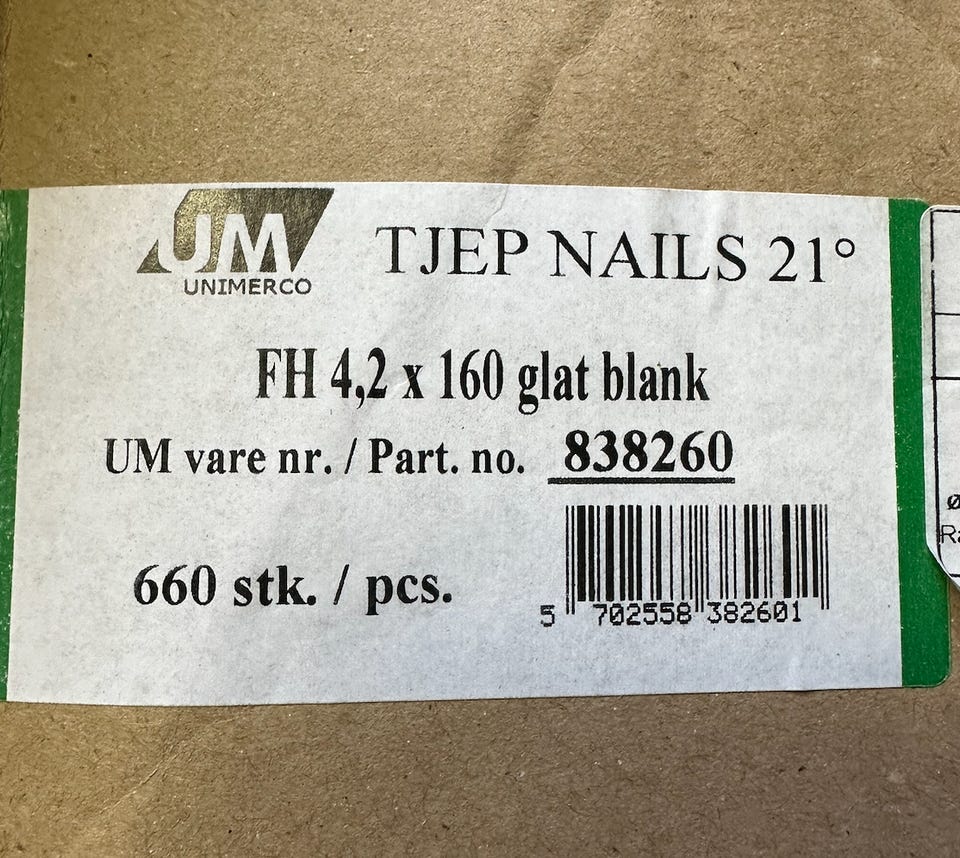 UM
UNIMERCO
TJEP NAILS 21°
FH 4,2 x 160 glat blank
UM vare nr. / Part. no. 838260
660 stk. / pcs.
5 702558 382601
ø